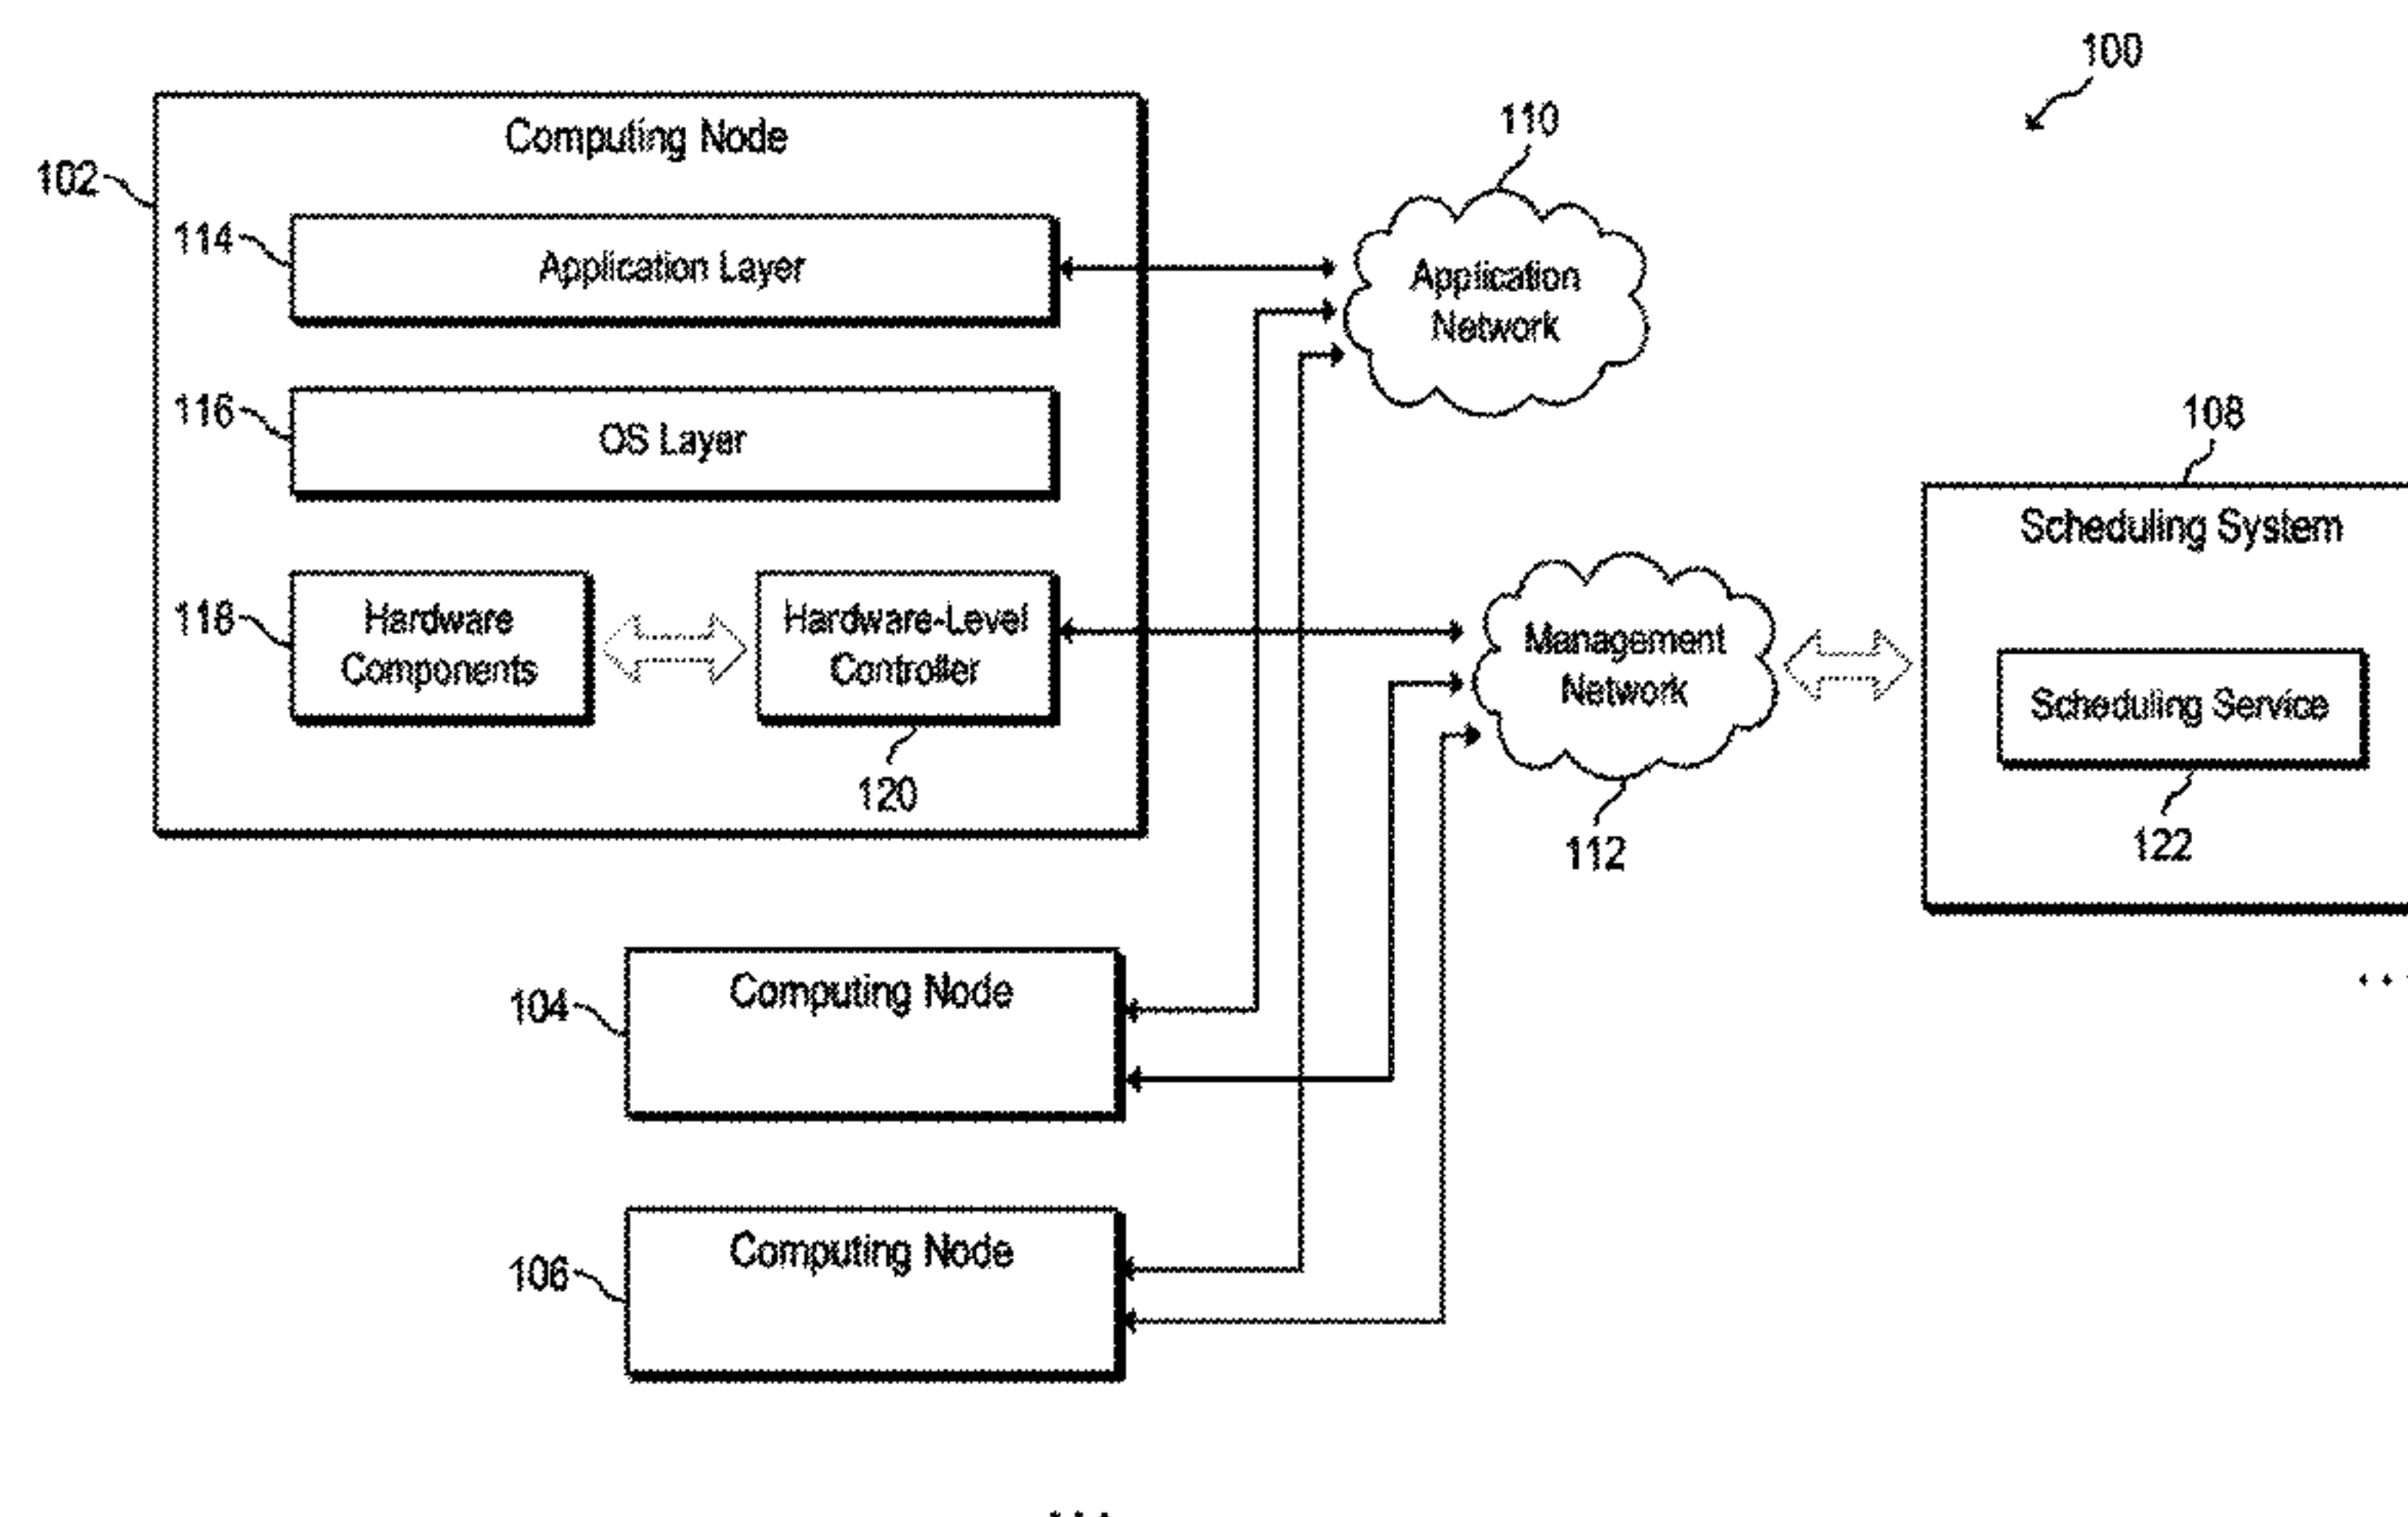 100
110
Computing Node
102
114
Application Layer
Application
Network
116
OS Layer
108
Scheduling System
118
Hardware
Components
Hardware-Level
Controller
Management
Network
Scheduling Service
120
112
122
104
Computing Node
106
Computing Node